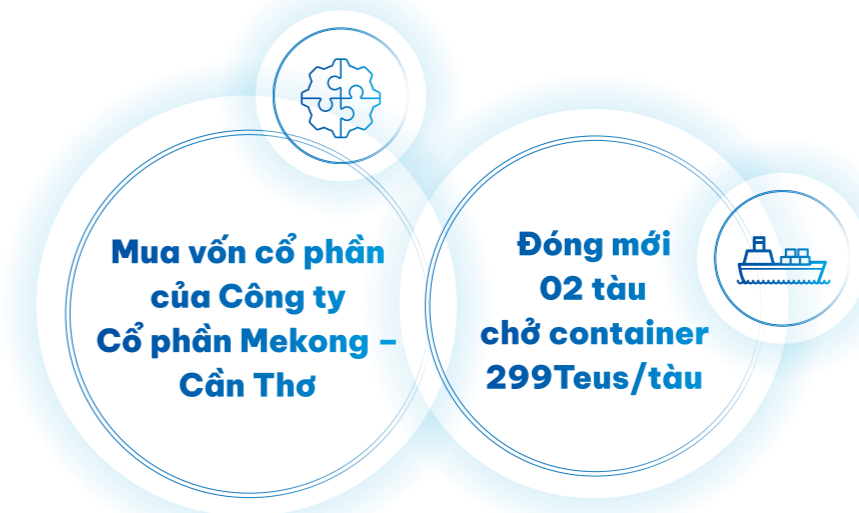 Mua vốn cổ phần
của Công ty
Cổ phần Mekong –
Cần Thơ
Đóng mới
02 tàu
chở container
299Teus/tàu